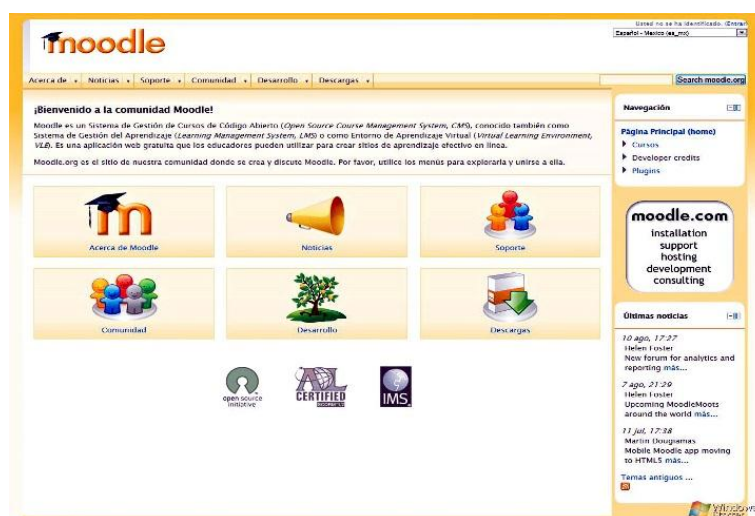 Usted no se ha identificado. (Entrar)
Español - Mexico (es_mx)
moodle
Acerca de Noticias Soporte Comunidad Desarrollo Descargas
Search moodle.org
¡Bienvenido a la comunidad Moodle!
Moodle es un Sistema de Gestión de Cursos de Código Abierto (Open Source Course Management System, CMS), conocido también como
Sistema de Gestión del Aprendizaje (Learning Management System, LMS) o como Entorno de Aprendizaje Virtual (Virtual Learning Environment,
VLE). Es una aplicación web gratuita que los educadores pueden utilizar para crear sitios de aprendizaje efectivo en línea.
Moodle.org es el sitio de nuestra comunidad donde se crea y discute Moodle. Por favor, utilice los menús para explorarla y unirse a ella.
Acerca de Moodle
Noticias
Soporte
Comunidad
Desarrollo
Descargas
open source
initiative
ADL
CERTIFIED
IMS
Navegación
Página Principal (home)
Cursos
Developer credits
Plugins
moodle.com
installation
support
hosting
development
consulting
Últimas noticias
10 ago, 17:27
Helen Foster
New forum for analytics and
reporting más...
7 ago, 21:29
Helen Foster
Upcoming MoodleMoots
around the world más...
11 jul, 17:38
Martin Dougiamas
Mobile Moodle app moving
to HTML5 más...
Temas antiguos ...